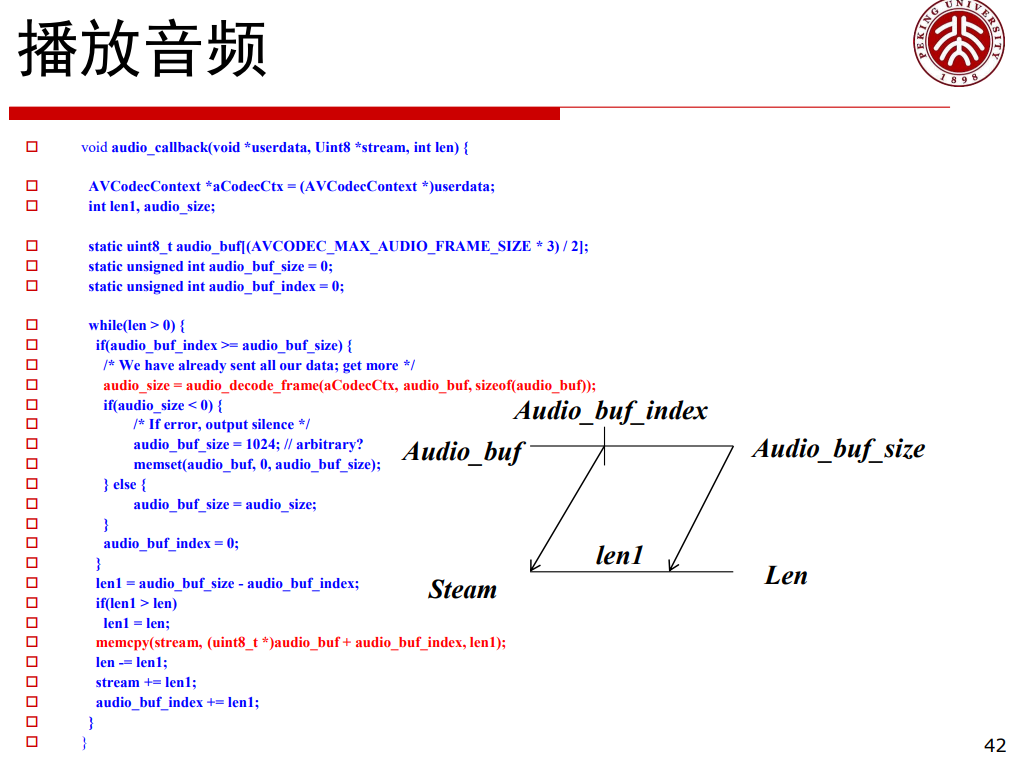 播放音频
PEKING UNIVERSITY
1898
void audio_callback(void *userdata, Uint8 *stream, int len) {
AVCodecContext *aCodecCtx = (AVCodecContext *)userdata;
int len1, audio_size;
static uint8_t audio_buf[(AVCODEC_MAX_AUDIO_FRAME_SIZE * 3) / 2];
static unsigned int audio_buf_size = 0;
static unsigned int audio_buf_index = 0;
while(len > 0) {
if(audio_buf_index >= audio_buf_size) {
/* We have already sent all our data; get more */
audio_size = audio_decode_frame(aCodecCtx, audio_buf, sizeof(audio_buf));
if(audio_size < 0) {
/* If error, output silence */
audio_buf_size = 1024; // arbitrary?
memset(audio_buf, 0, audio_buf_size);
} else {
audio_buf_size = audio_size;
}
audio_buf_index = 0;
}
len1 = audio_buf_size - audio_buf_index;
if(len1 > len)
len1 = len;
memcpy(stream, (uint8_t *)audio_buf + audio_buf_index, len1);
len -= len1;
stream += len1;
audio_buf_index += len1;
}
}
Audio_buf_index
Audio_buf
Audio_buf_size
len1
Steam
Len
42